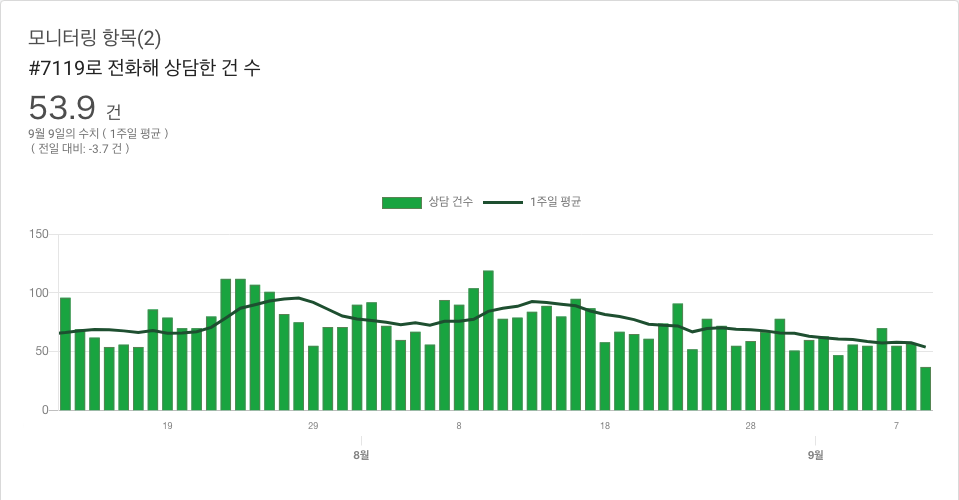 모니터링 항목(2)
#7119로 전화해 상담한 건 수
53.9 건
9월 9일의 수치 ( 1주일 평균 )
( 전일 대비: -3.7 건 )
상담 건수 1주일 평균
150
100
50
0
19 29 8 18 28 7
8월 9월